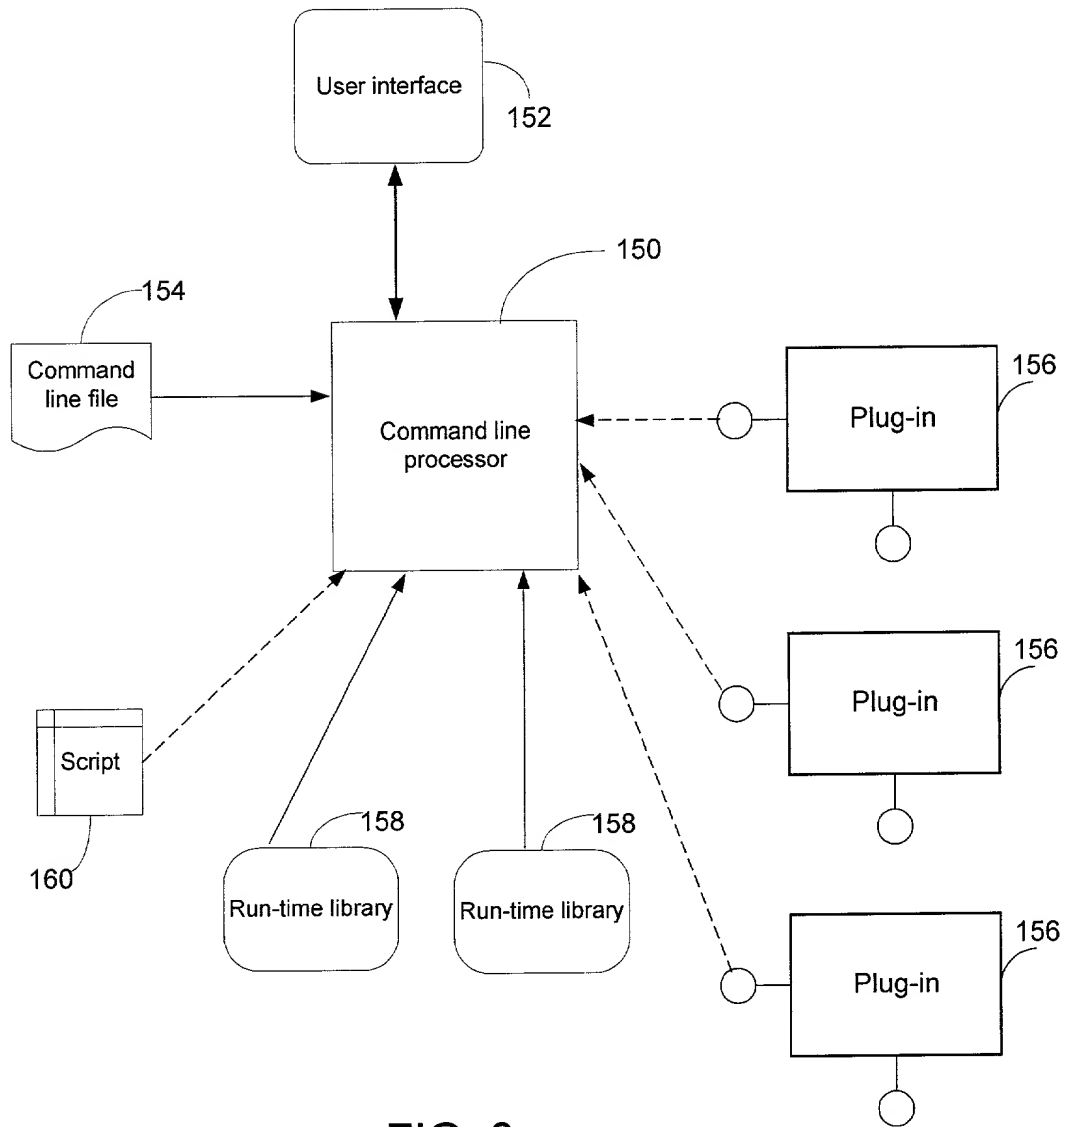 User interface
152
150
154
Command
line file
Command line
processor
156
Plug-in
156
Plug-in
Script
160
158
Run-time library
158
Run-time library
156
Plug-in